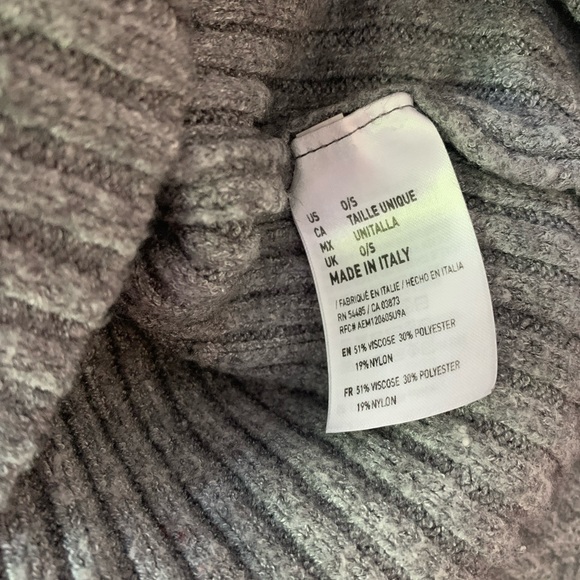 US O/S
CA TAILLE UNIQUE
MX UNITALLA
UK O/S
MADE IN ITALY
/ FABRIQUÉ EN ITALIE / HECHO EN ITALIA
RN 54485 / CA 03873
RFC# AEM120605U9A
EN 51% VISCOSE 30% POLYESTER
19% NYLON
FR 51% VISCOSE 30% POLYESTER
19% NYLON